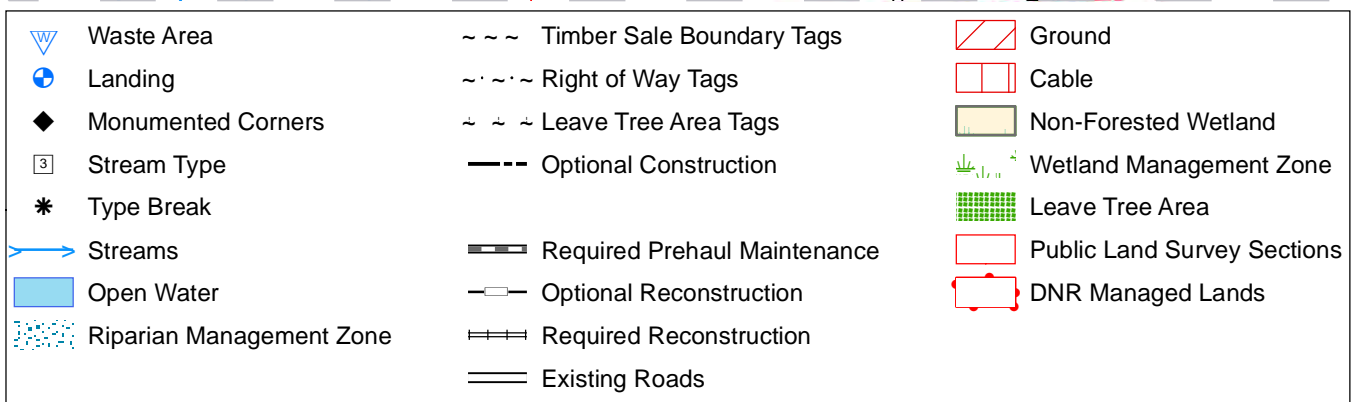 W Waste Area
Landing
Monumented Corners
3 Stream Type
Type Break
Streams
Open Water
Riparian Management Zone
Timber Sale Boundary Tags
Right of Way Tags
Leave Tree Area Tags
Optional Construction
Required Prehaul Maintenance
Optional Reconstruction
Required Reconstruction
Existing Roads
Ground
Cable
Non-Forested Wetland
Wetland Management Zone
Leave Tree Area
Public Land Survey Sections
DNR Managed Lands